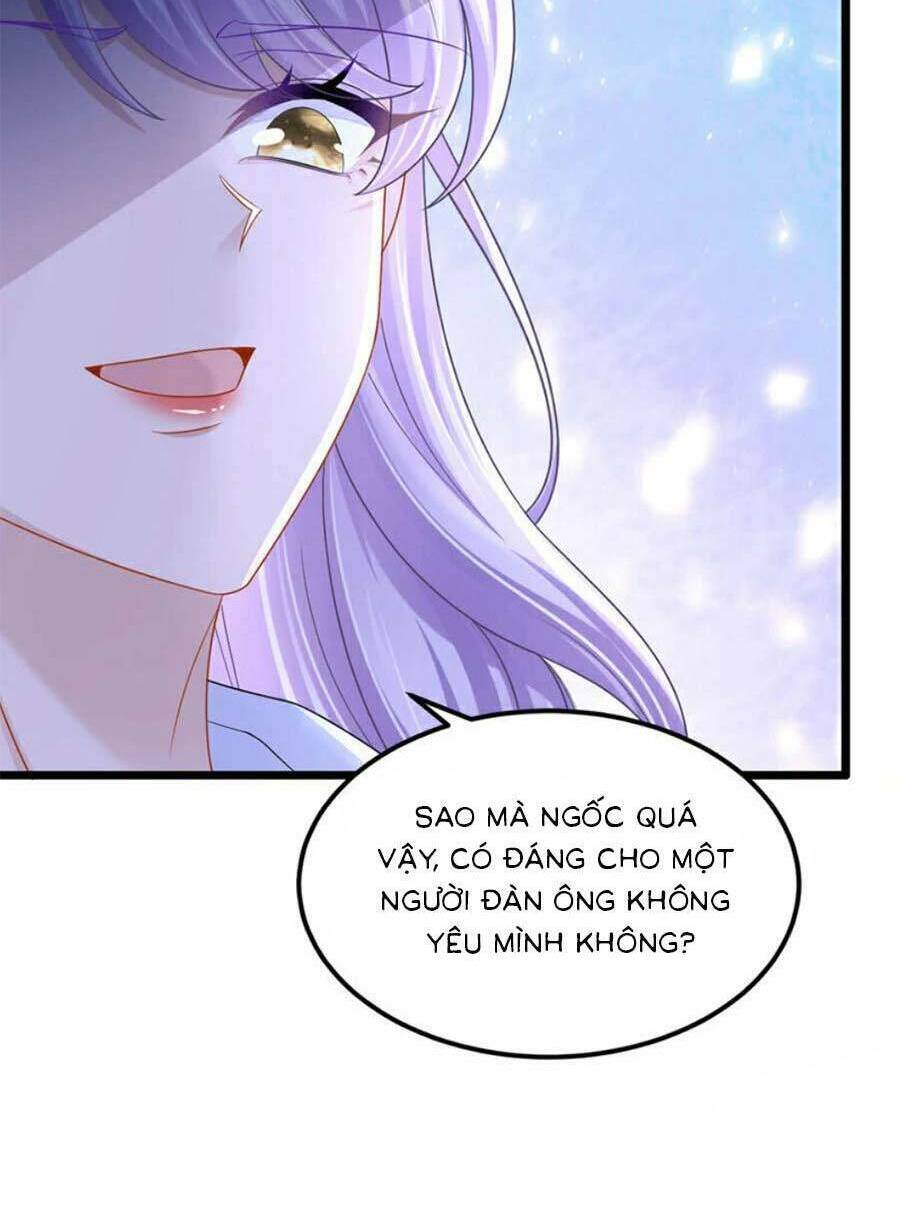 SAO MÀ NGỐC QUÁ
VẬY, CÓ ĐÁNG CHO MỘT
NGƯỜI ĐÀN ÔNG KHÔNG
YÊU MÌNH KHÔNG?